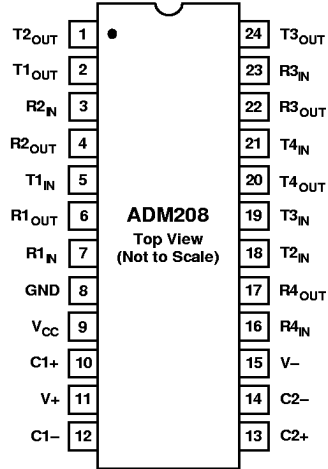 T2OUT 1 24 T3OUT
T1OUT 2 23 R3IN
R2IN 3 22 R3OUT
R2OUT 4 21 T4IN
T1IN 5 20 T4OUT
R1OUT 6 ADM208 19 T3IN
Top View
R1IN 7 (Not to Scale) 18 T2IN
GND 8 17 R4OUT
VCC 9 16 R4IN
C1+ 10 15 V–
V+ 11 14 C2–
C1– 12 13 C2+